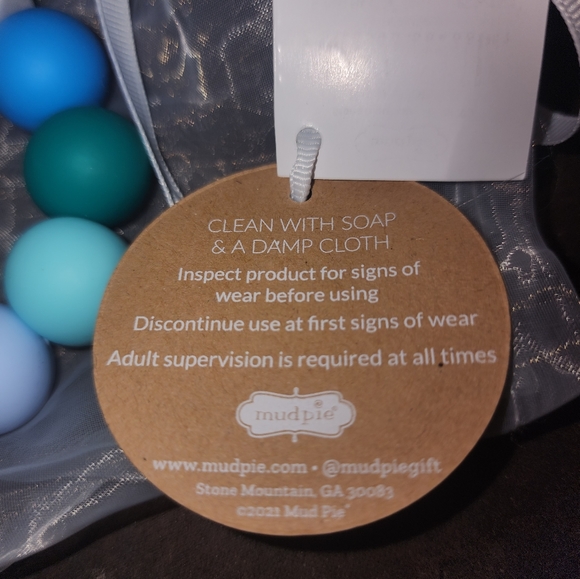 CLEAN WITH SOAP
& A DAMP CLOTH
Inspect product for signs of
wear before using
Discontinue use at first signs of wear
Adult supervision is required at all times
mudpie®
www.mudpie.com • @mudpiegift
Stone Mountain, GA 30083
©2021 Mud Pie®